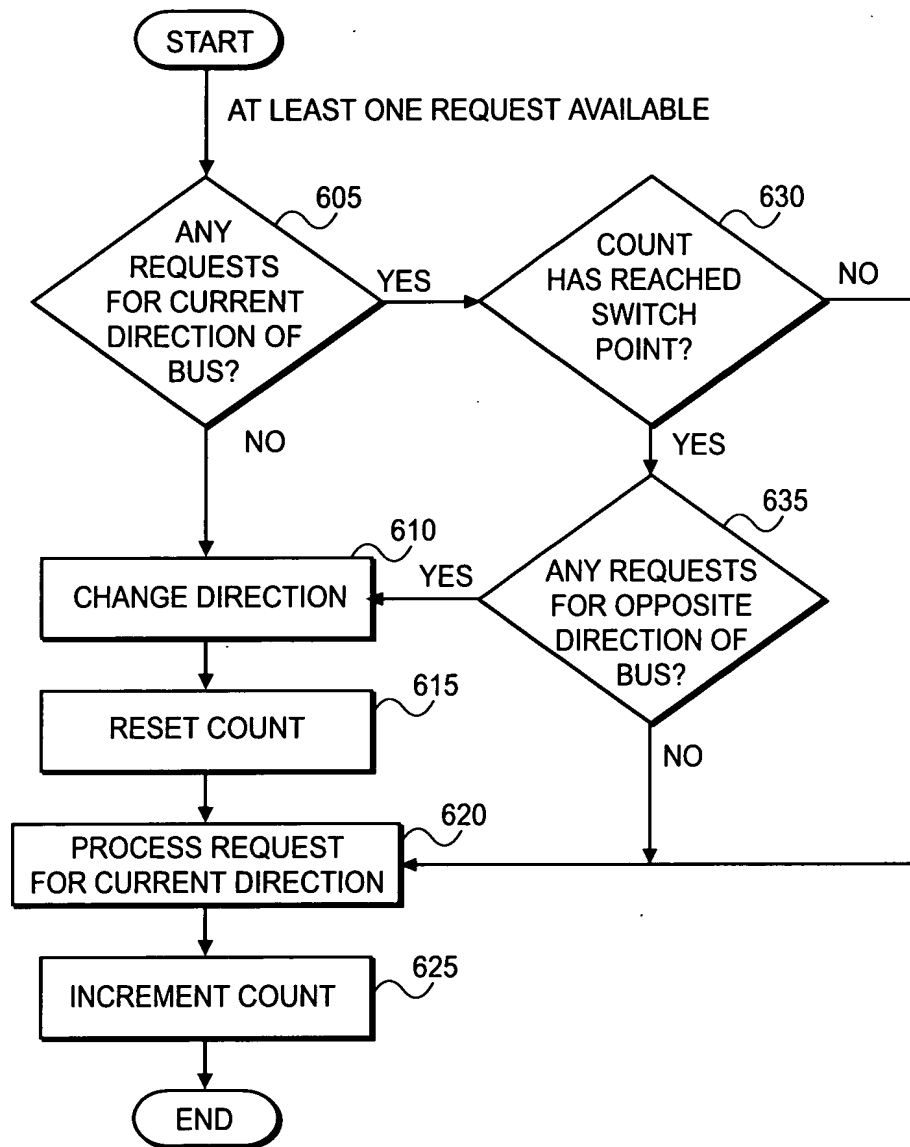 START
AT LEAST ONE REQUEST AVAILABLE
605
ANY
REQUESTS
FOR CURRENT
DIRECTION OF
BUS?
YES
NO
630
COUNT
HAS REACHED
SWITCH
POINT?
NO
YES
635
ANY REQUESTS
FOR OPPOSITE
DIRECTION OF
BUS?
YES
NO
610
CHANGE DIRECTION
615
RESET COUNT
620
PROCESS REQUEST
FOR CURRENT DIRECTION
625
INCREMENT COUNT
END